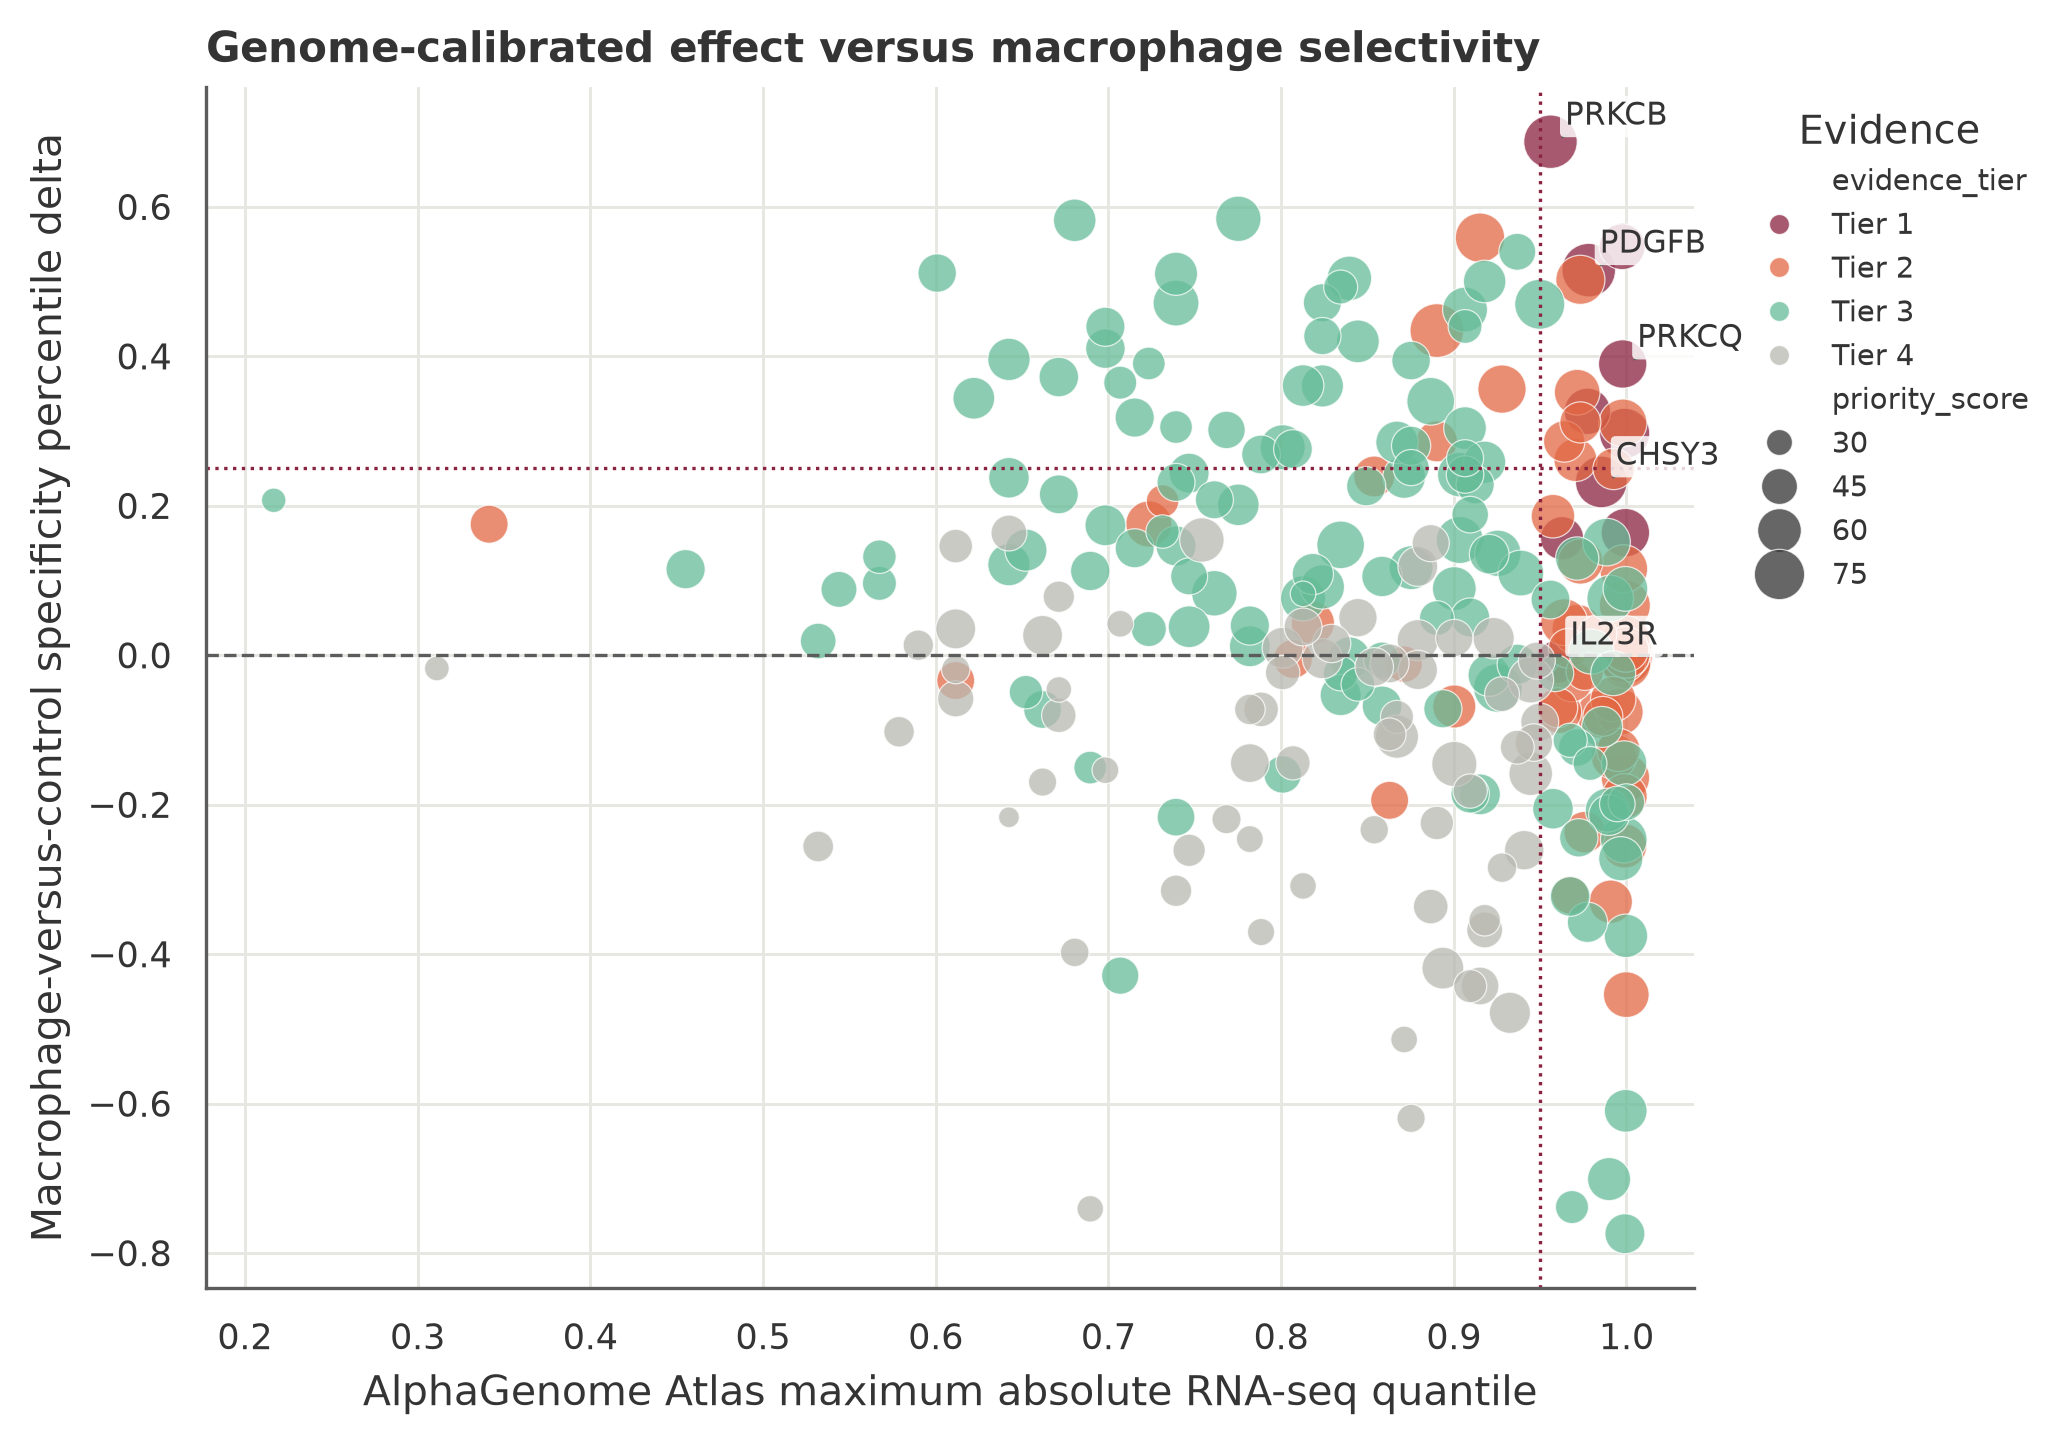 Genome-calibrated effect versus macrophage selectivity
Macrophage-versus-control specificity percentile delta
0.6
0.4
0.2
0.0
−0.2
−0.4
−0.6
−0.8
PRKCB
PDGFB
PRKCQ
CHSY3
IL23R
0.2 0.3 0.4 0.5 0.6 0.7 0.8 0.9 1.0
AlphaGenome Atlas maximum absolute RNA-seq quantile
Evidence
evidence_tier
Tier 1
Tier 2
Tier 3
Tier 4
priority_score
30
45
60
75